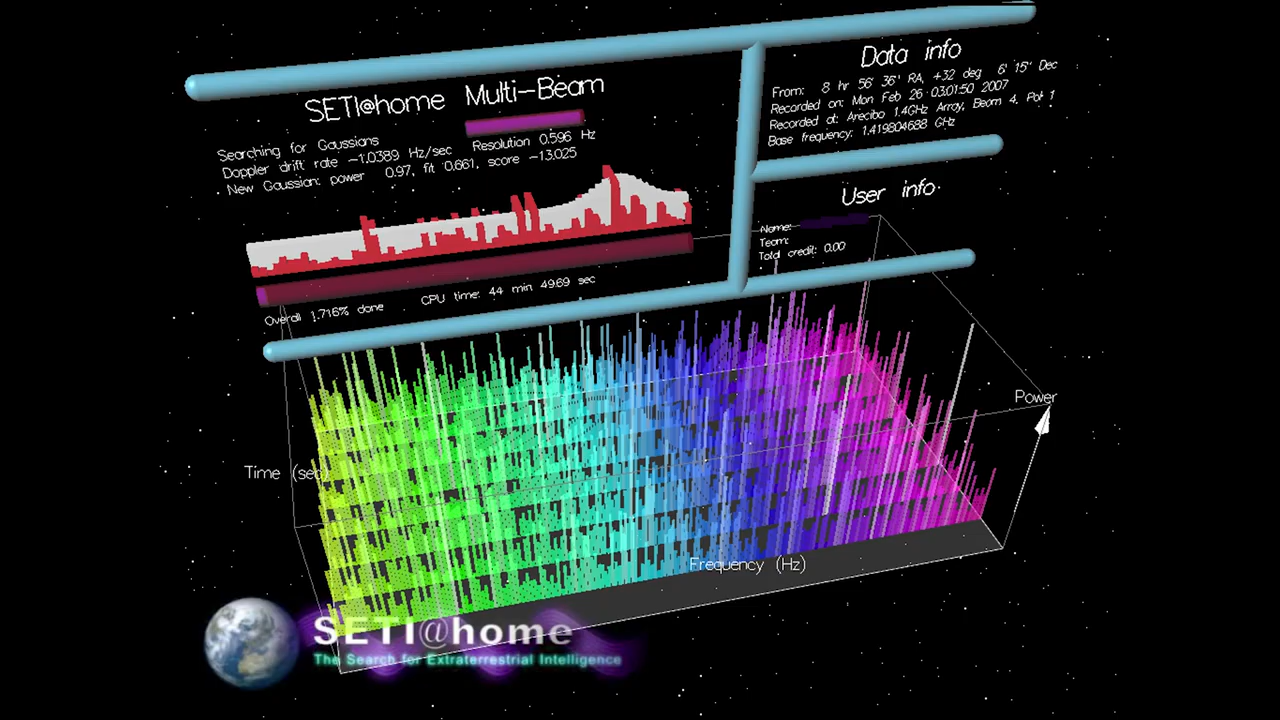 SETI@home Multi-Beam
Searching for Gaussians
Doppler drift rate -1.0389 Hz/sec Resolution 0.596 Hz
New Gaussian: power 0.97, fit 0.661, score -13.025
Overall 1.716% done CPU time: 44 min 49.69 sec
Data info
From: 8 hr 56' 36" RA, +32 deg 6' 15" Dec
Recorded on: Mon Feb 26 03:01:50 2007
Recorded at: Arecibo 1.4GHz Array, Beam 4, Pol 1
Base frequency: 1.419804688 GHz
User info
Name:
Team:
Total credit: 0.00
Power
Time (sec)
Frequency (Hz)
SETI@home
The Search for Extraterrestrial Intelligence